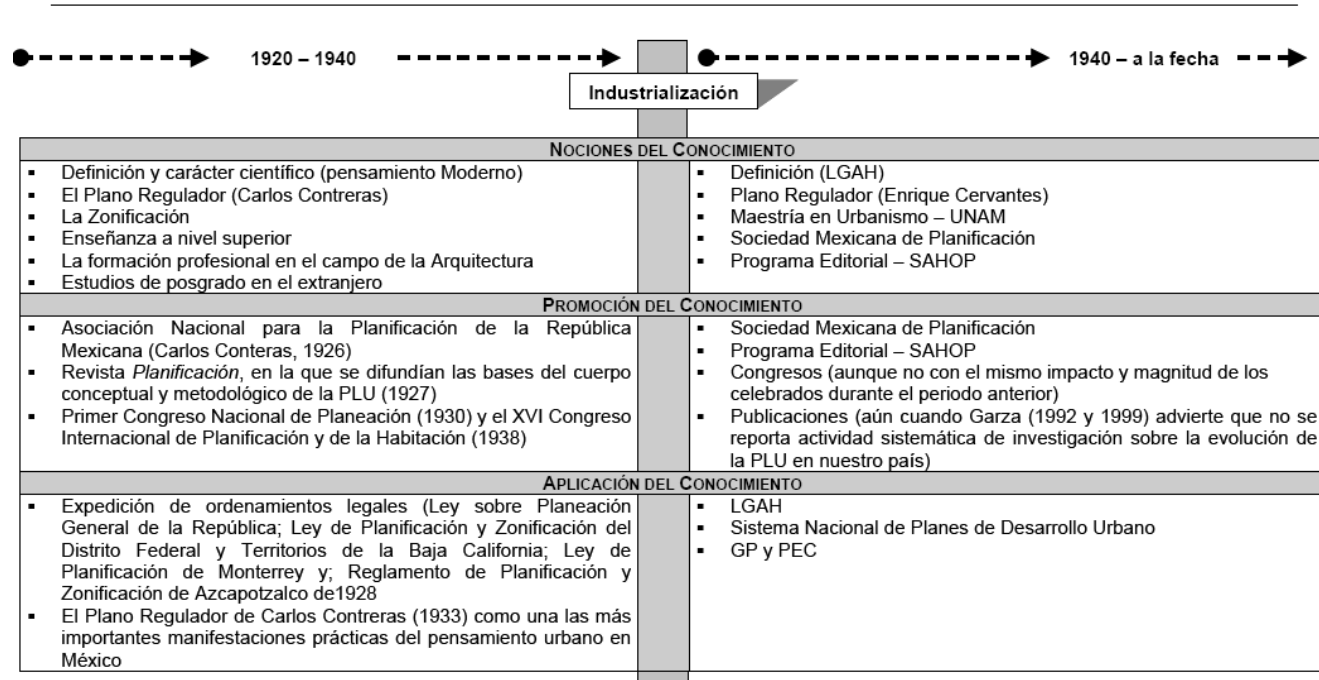 1920 – 1940
1940 – a la fecha
Industrialización
NOCIONES DEL CONOCIMIENTO
▪ Definición y carácter científico (pensamiento Moderno)
▪ El Plano Regulador (Carlos Contreras)
▪ La Zonificación
▪ Enseñanza a nivel superior
▪ La formación profesional en el campo de la Arquitectura
▪ Estudios de posgrado en el extranjero
▪ Definición (LGAH)
▪ Plano Regulador (Enrique Cervantes)
▪ Maestría en Urbanismo – UNAM
▪ Sociedad Mexicana de Planificación
▪ Programa Editorial – SAHOP
PROMOCIÓN DEL CONOCIMIENTO
▪ Asociación Nacional para la Planificación de la República
Mexicana (Carlos Conteras, 1926)
▪ Revista Planificación, en la que se difundían las bases del cuerpo
conceptual y metodológico de la PLU (1927)
▪ Primer Congreso Nacional de Planeación (1930) y el XVI Congreso
Internacional de Planificación y de la Habitación (1938)
▪ Sociedad Mexicana de Planificación
▪ Programa Editorial – SAHOP
▪ Congresos (aunque no con el mismo impacto y magnitud de los
celebrados durante el periodo anterior)
▪ Publicaciones (aún cuando Garza (1992 y 1999) advierte que no se
reporta actividad sistemática de investigación sobre la evolución de
la PLU en nuestro país)
APLICACIÓN DEL CONOCIMIENTO
▪ Expedición de ordenamientos legales (Ley sobre Planeación
General de la República; Ley de Planificación y Zonificación del
Distrito Federal y Territorios de la Baja California; Ley de
Planificación de Monterrey y; Reglamento de Planificación y
Zonificación de Azcapotzalco de1928
▪ El Plano Regulador de Carlos Contreras (1933) como una las más
importantes manifestaciones prácticas del pensamiento urbano en
México
▪ LGAH
▪ Sistema Nacional de Planes de Desarrollo Urbano
▪ GP y PEC